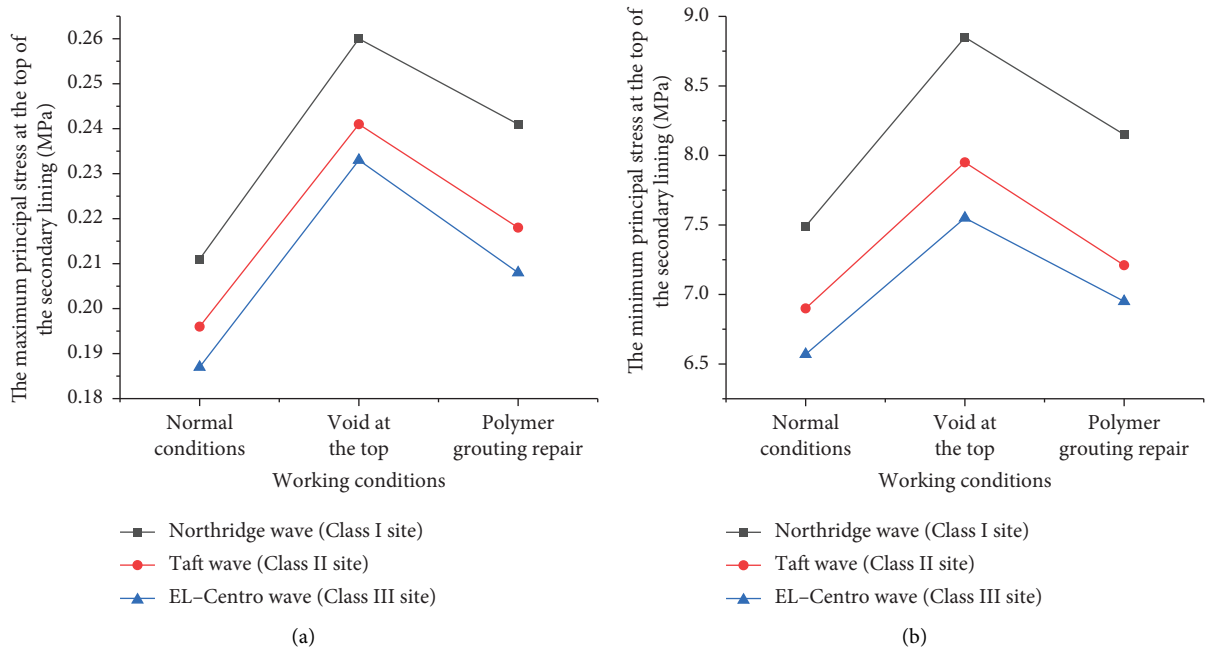 The maximum principal stress at the top of
the secondary lining (MPa)
0.26
0.25
0.24
0.23
0.22
0.21
0.20
0.19
0.18
Normal
conditions
Void at
the top
Polymer
grouting repair
Working conditions
Northridge wave (Class I site)
Taft wave (Class II site)
EL–Centro wave (Class III site)
(a)
The minimum principal stress at the top of
the secondary lining (MPa)
9.0
8.5
8.0
7.5
7.0
6.5
Normal
conditions
Void at
the top
Polymer
grouting repair
Working conditions
Northridge wave (Class I site)
Taft wave (Class II site)
EL–Centro wave (Class III site)
(b)